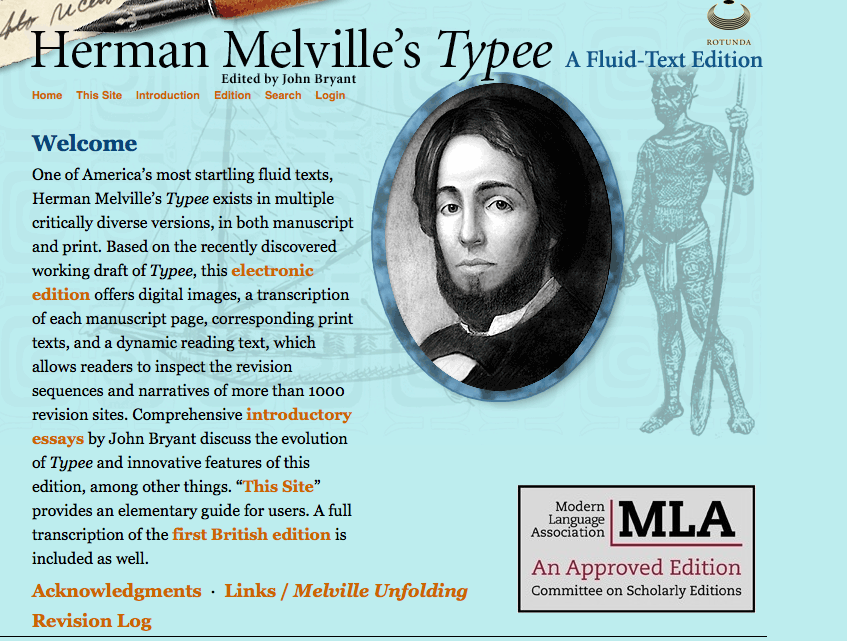 Herman Melville's Typee A Fluid-Text Edition
ROTUNDA
Edited by John Bryant
Home This Site Introduction Edition Search Login
Welcome
One of America's most startling fluid texts,
Herman Melville's Typee exists in multiple
critically diverse versions, in both manuscript
and print. Based on the recently discovered
working draft of Typee, this electronic
edition offers digital images, a transcription
of each manuscript page, corresponding print
texts, and a dynamic reading text, which
allows readers to inspect the revision
sequences and narratives of more than 1000
revision sites. Comprehensive introductory
essays by John Bryant discuss the evolution
of Typee and innovative features of this
edition, among other things. “This Site”
provides an elementary guide for users. A full
transcription of the first British edition is
included as well.
Acknowledgments · Links / Melville Unfolding
Revision Log
Modern
Language
Association
MLA
An Approved Edition
Committee on Scholarly Editions